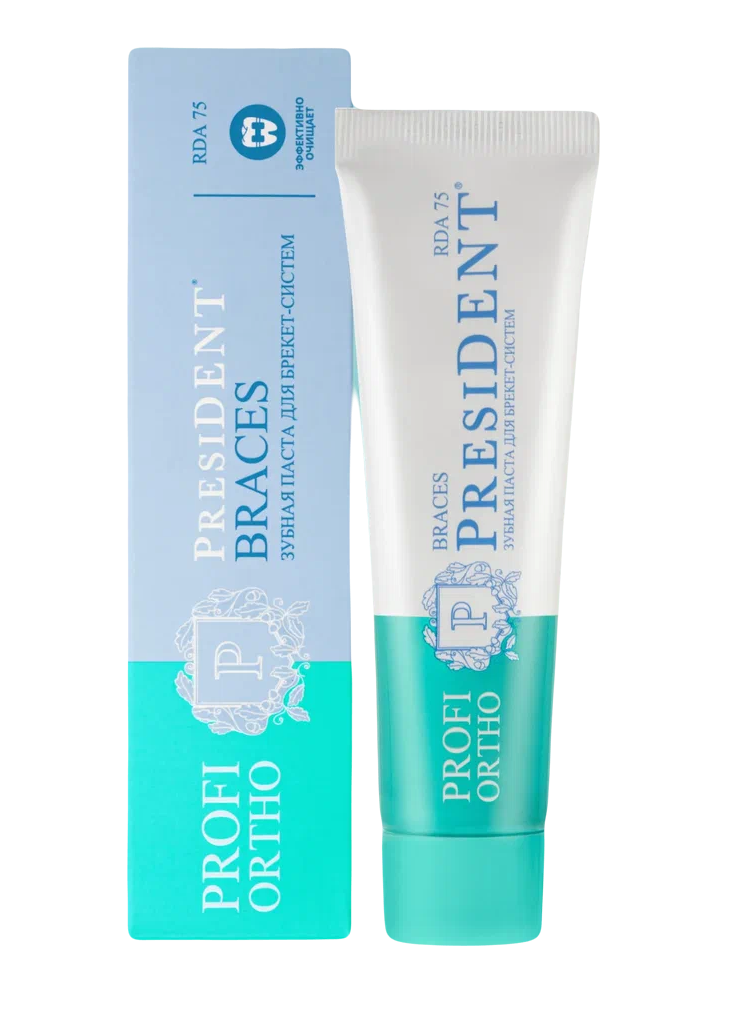 RDA 75
ЭФФЕКТИВНО
ОЧИЩАЕТ
PRESIDENT®
BRACES
ЗУБНАЯ ПАСТА ДЛЯ БРЕКЕТ-СИСТЕМ
P
PROFI
ORTHO
RDA 75
BRACES
PRESIDENT®
ЗУБНАЯ ПАСТА ДЛЯ БРЕКЕТ-СИСТЕМ
P
PROFI
ORTHO